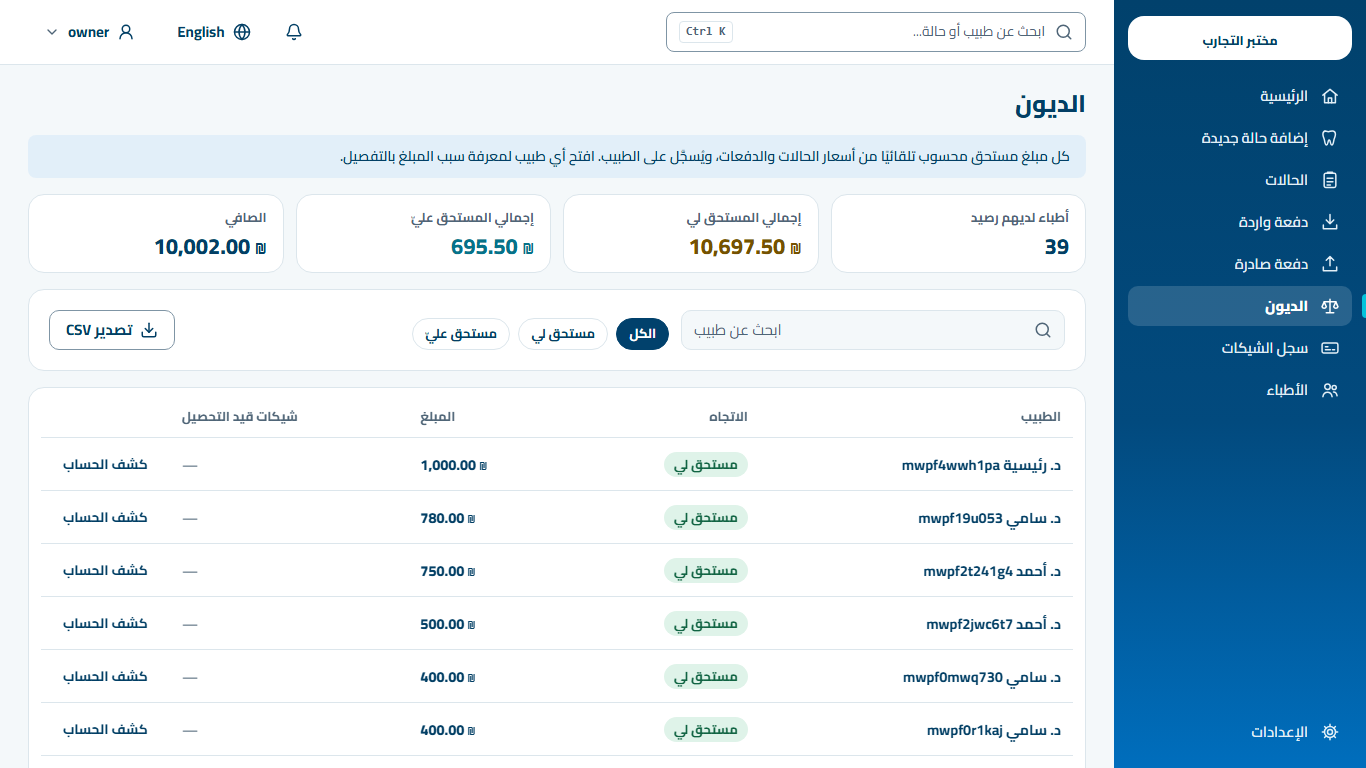 مختبر التجارب
الرئيسية
إضافة حالة جديدة
الحالات
دفعة واردة
دفعة صادرة
الديون
سجل الشيكات
الأطباء
الإعدادات
ابحث عن طبيب أو حالة...
Ctrl K
English
owner
الديون
كل مبلغ مستحق محسوب تلقائيًا من أسعار الحالات والدفعات، ويُسجَّل على الطبيب. افتح أي طبيب لمعرفة سبب المبلغ بالتفصيل.
أطباء لديهم رصيد
39
إجمالي المستحق لي
₪ 10,697.50
إجمالي المستحق عليّ
₪ 695.50
الصافي
₪ 10,002.00
ابحث عن طبيب
الكل
مستحق لي
مستحق عليّ
تصدير CSV
الطبيب الاتجاه المبلغ شيكات قيد التحصيل
د. رئيسية mwpf4wwh1pa مستحق لي ₪ 1,000.00 — كشف الحساب
د. سامي mwpf19u053 مستحق لي ₪ 780.00 — كشف الحساب
د. أحمد mwpf2t241g4 مستحق لي ₪ 750.00 — كشف الحساب
د. أحمد mwpf2jwc6t7 مستحق لي ₪ 500.00 — كشف الحساب
د. سامي mwpf0mwq730 مستحق لي ₪ 400.00 — كشف الحساب
د. سامي mwpf0r1kaj مستحق لي ₪ 400.00 — كشف الحساب